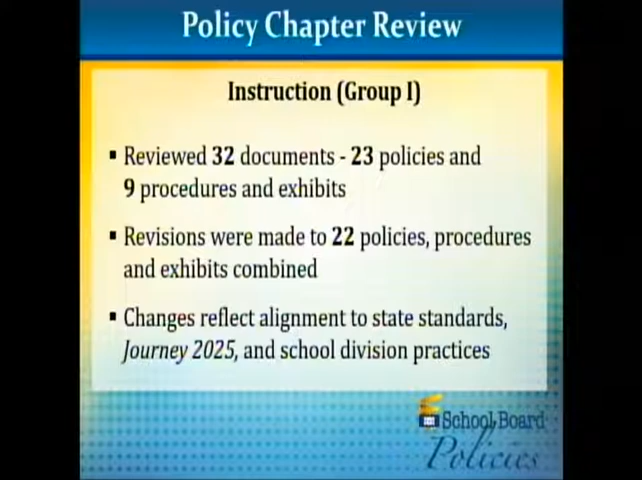 Policy Chapter Review
Instruction (Group I)
▪ Reviewed 32 documents - 23 policies and
9 procedures and exhibits
▪ Revisions were made to 22 policies, procedures
and exhibits combined
▪ Changes reflect alignment to state standards,
Journey 2025, and school division practices
School Board
Policies